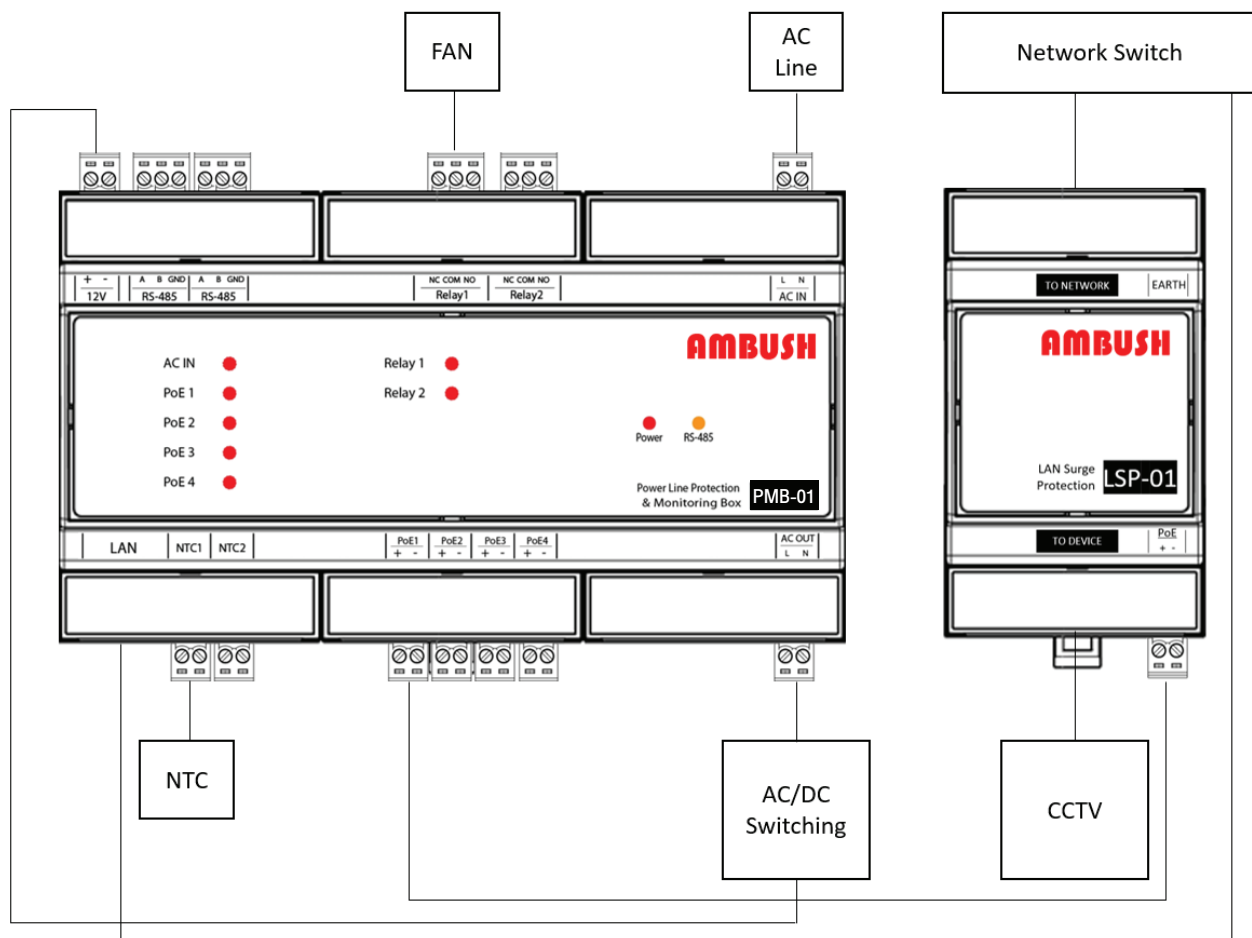 FAN
AC
Line
Network Switch
+ -
12V
A B GND A B GND
RS-485 RS-485
NC COM NO NC COM NO
Relay1 Relay2
L N
AC IN
TO NETWORK EARTH
AMBUSH
AMBUSH
AC IN
PoE 1
PoE 2
PoE 3
PoE 4
Relay 1
Relay 2
Power RS-485
Power Line Protection
& Monitoring Box PMB-01
LAN Surge
Protection LSP-01
LAN NTC1 NTC2
PoE1 PoE2 PoE3 PoE4
+ - + - + - + -
AC OUT
L N
TO DEVICE PoE
+ -
NTC
AC/DC
Switching
CCTV